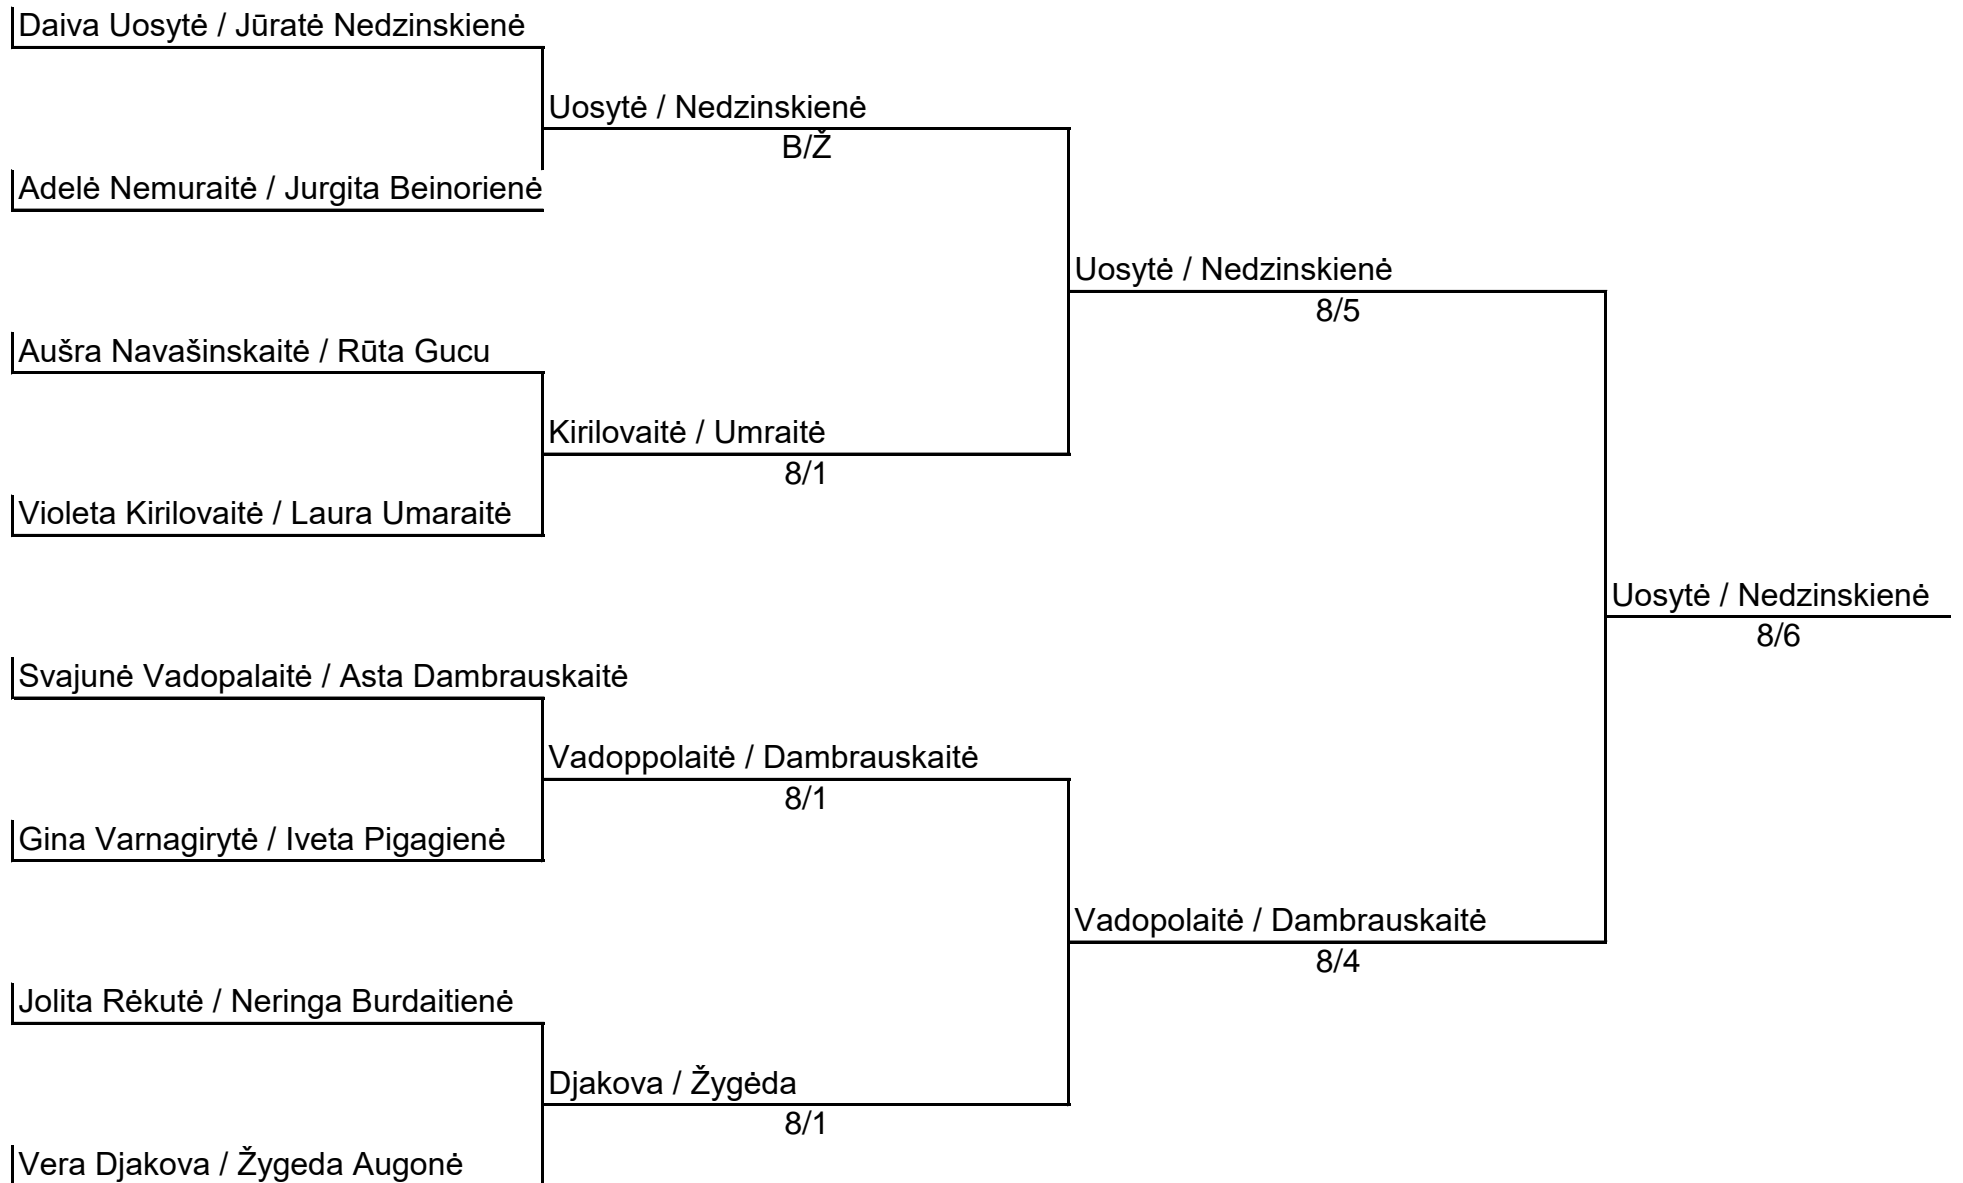 Daiva Uosytė / Jūratė Nedzinskienė
Uosytė / Nedzinskienė
B/Ž
Adelė Nemuraitė / Jurgita Beinorienė
Uosytė / Nedzinskienė
8/5
Aušra Navašinskaitė / Rūta Gucu
Kirilovaitė / Umraitė
8/1
Violeta Kirilovaitė / Laura Umaraitė
Uosytė / Nedzinskienė
8/6
Svajunė Vadopalaitė / Asta Dambrauskaitė
Vadoppolaitė / Dambrauskaitė
8/1
Gina Varnagirytė / Iveta Pigagienė
Vadopolaitė / Dambrauskaitė
8/4
Jolita Rėkutė / Neringa Burdaitienė
Djakova / Žygėda
8/1
Vera Djakova / Žygeda Augonė